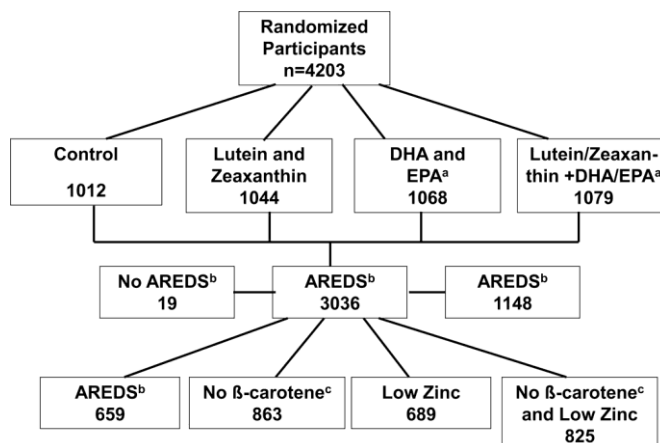 Randomized
Participants
n=4203
Control
1012
Lutein and
Zeaxanthin
1044
DHA and
EPAᵃ
1068
Lutein/Zeaxan-
thin +DHA/EPAᵃ
1079
No AREDSᵇ
19
AREDSᵇ
3036
AREDSᵇ
1148
AREDSᵇ
659
No ß-caroteneᶜ
863
Low Zinc
689
No ß-caroteneᶜ
and Low Zinc
825